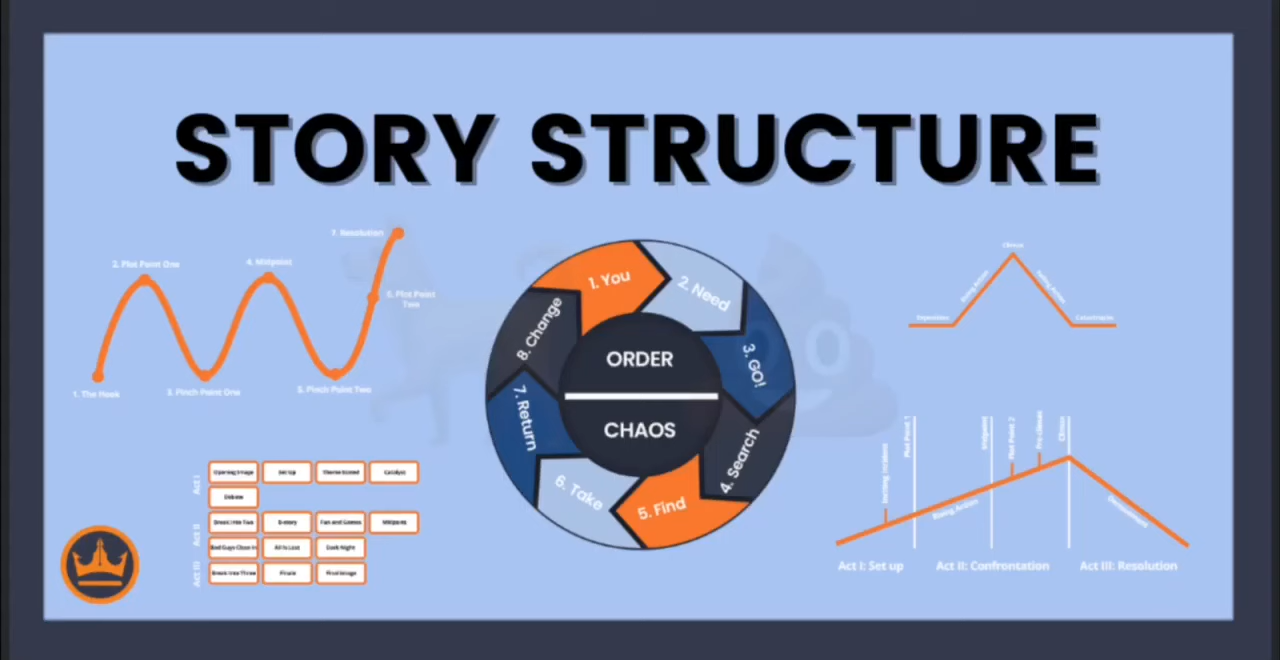 STORY STRUCTURE
7. Resolution
2. Plot Point One
4. Midpoint
6. Plot Point
Two
1. The Hook
3. Pinch Point One
5. Pinch Point Two
1. You
2. Need
3. GO!
4. Search
5. Find
6. Take
7. Return
8. Change
ORDER
CHAOS
Climax
Rising Action
Falling Action
Exposition
Catastrophe
Act I
Opening Image
Set Up
Theme Stated
Catalyst
Debate
Act II
Break Into Two
B-story
Fun and Games
Midpoint
Bad Guys Close In
All Is Lost
Dark Night
Act III
Break Into Three
Finale
Final Image
Inciting Incident
Plot Point 1
Midpoint
Plot Point 2
Pre-climax
Climax
Rising Action
Denouement
Act I: Set up
Act II: Confrontation
Act III: Resolution